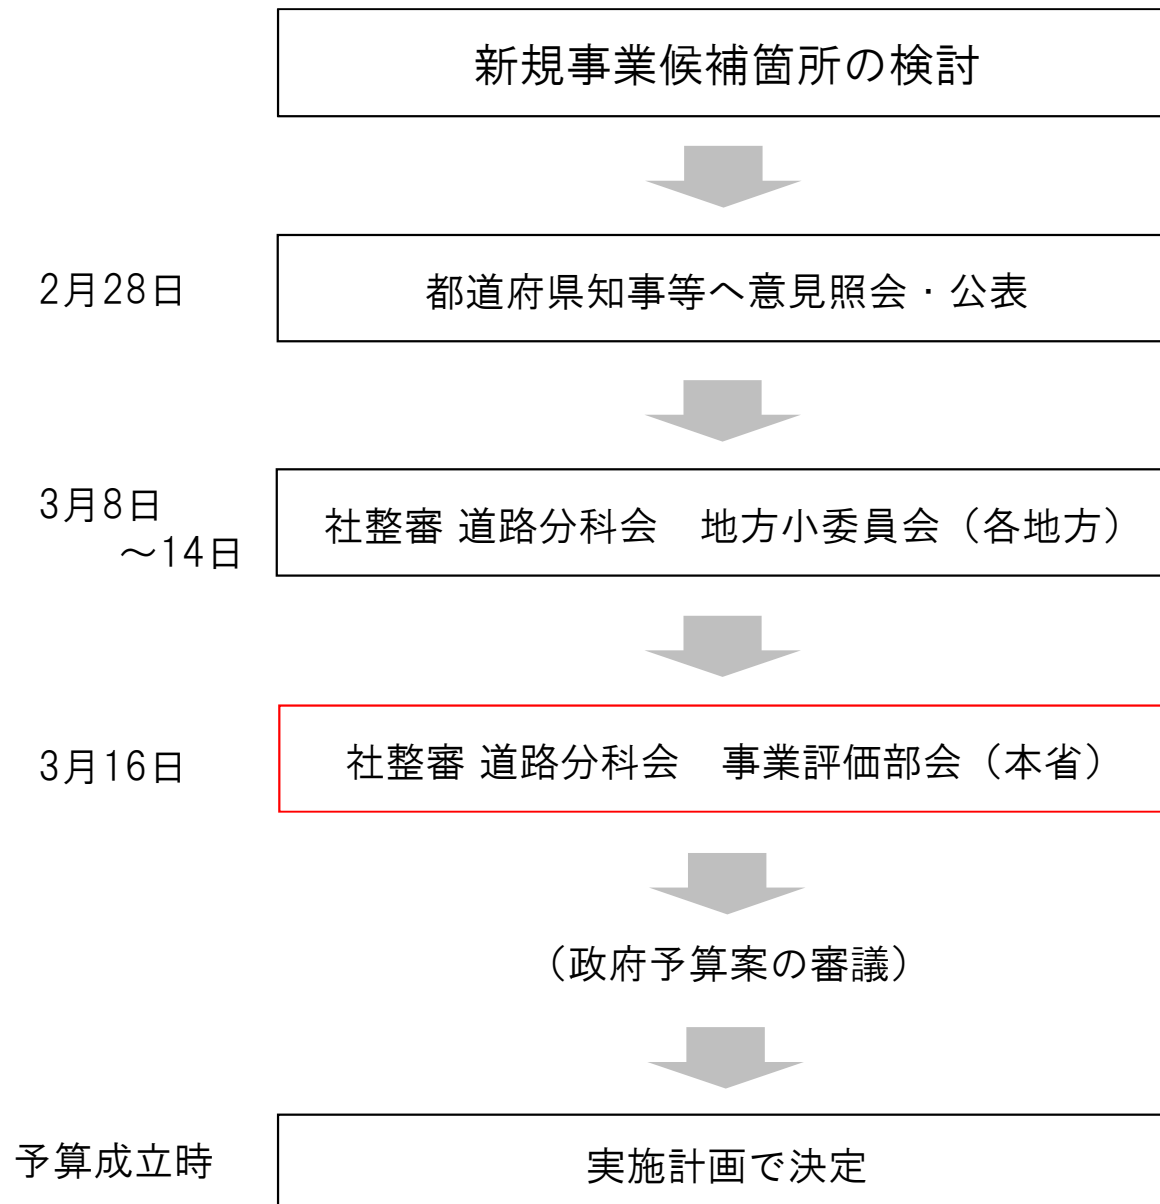 新規事業候補箇所の検討
2月28日
都道府県知事等へ意見照会・公表
3月8日
～14日
社整審 道路分科会　地方小委員会（各地方）
3月16日
社整審 道路分科会　事業評価部会（本省）
（政府予算案の審議）
予算成立時
実施計画で決定